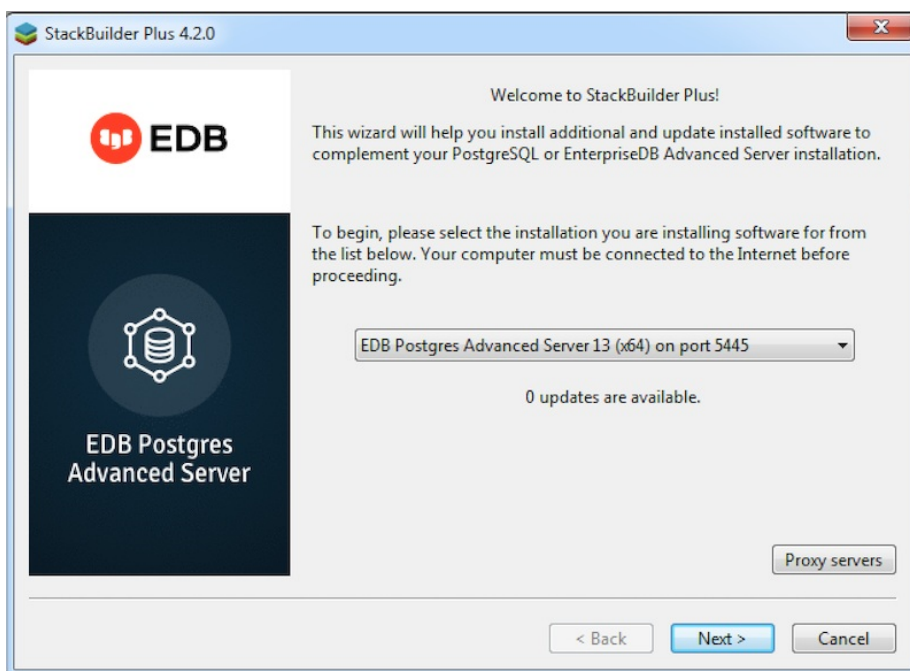 StackBuilder Plus 4.2.0
EDB
EDB Postgres
Advanced Server
Welcome to StackBuilder Plus!
This wizard will help you install additional and update installed software to
complement your PostgreSQL or EnterpriseDB Advanced Server installation.
To begin, please select the installation you are installing software for from
the list below. Your computer must be connected to the Internet before
proceeding.
EDB Postgres Advanced Server 13 (x64) on port 5445
0 updates are available.
Proxy servers
< Back
Next >
Cancel